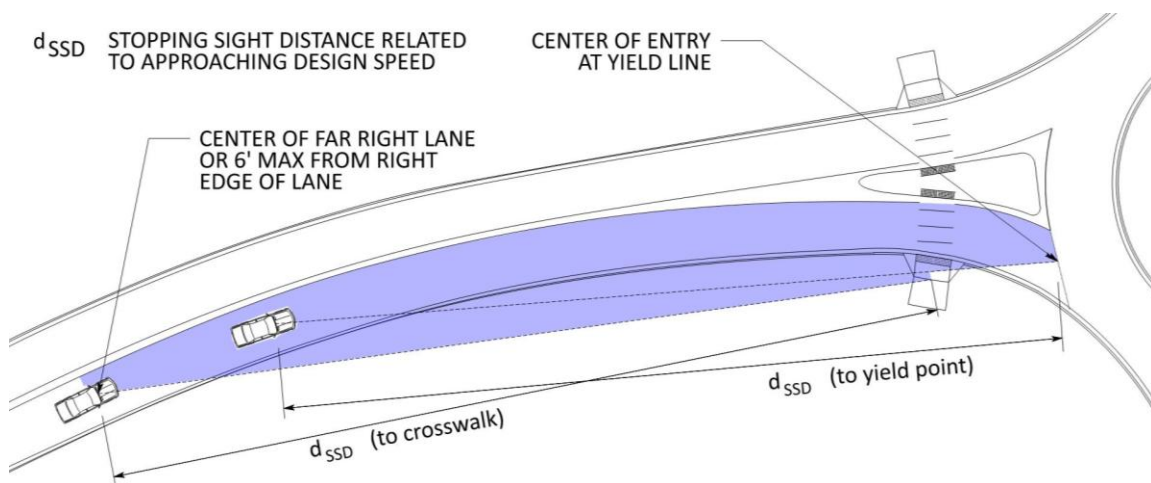 dSSD STOPPING SIGHT DISTANCE RELATED
TO APPROACHING DESIGN SPEED
CENTER OF ENTRY
AT YIELD LINE
CENTER OF FAR RIGHT LANE
OR 6' MAX FROM RIGHT
EDGE OF LANE
dSSD (to yield point)
dSSD (to crosswalk)